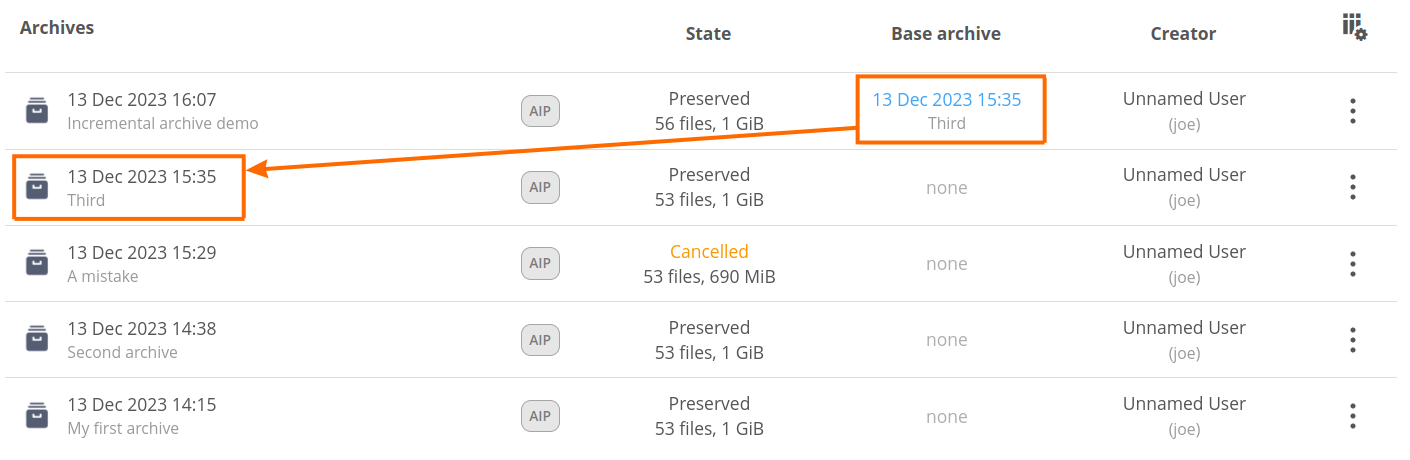 Archives State Base archive Creator
13 Dec 2023 16:07 AIP Preserved 13 Dec 2023 15:35 Unnamed User
Incremental archive demo 56 files, 1 GiB Third (joe)
13 Dec 2023 15:35 AIP Preserved none Unnamed User
Third 53 files, 1 GiB (joe)
13 Dec 2023 15:29 AIP Cancelled none Unnamed User
A mistake 53 files, 690 MiB (joe)
13 Dec 2023 14:38 AIP Preserved none Unnamed User
Second archive 53 files, 1 GiB (joe)
13 Dec 2023 14:15 AIP Preserved none Unnamed User
My first archive 53 files, 1 GiB (joe)